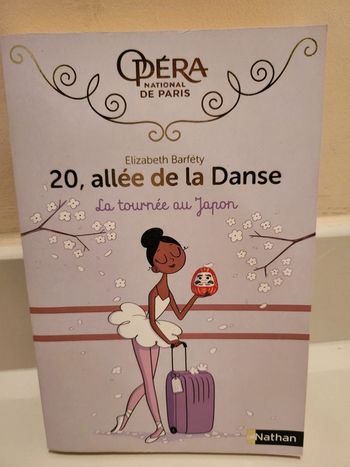 OPÉRA
NATIONAL
DE PARIS
Elizabeth Barféty
20, allée de la Danse
La tournée au Japon
Nathan